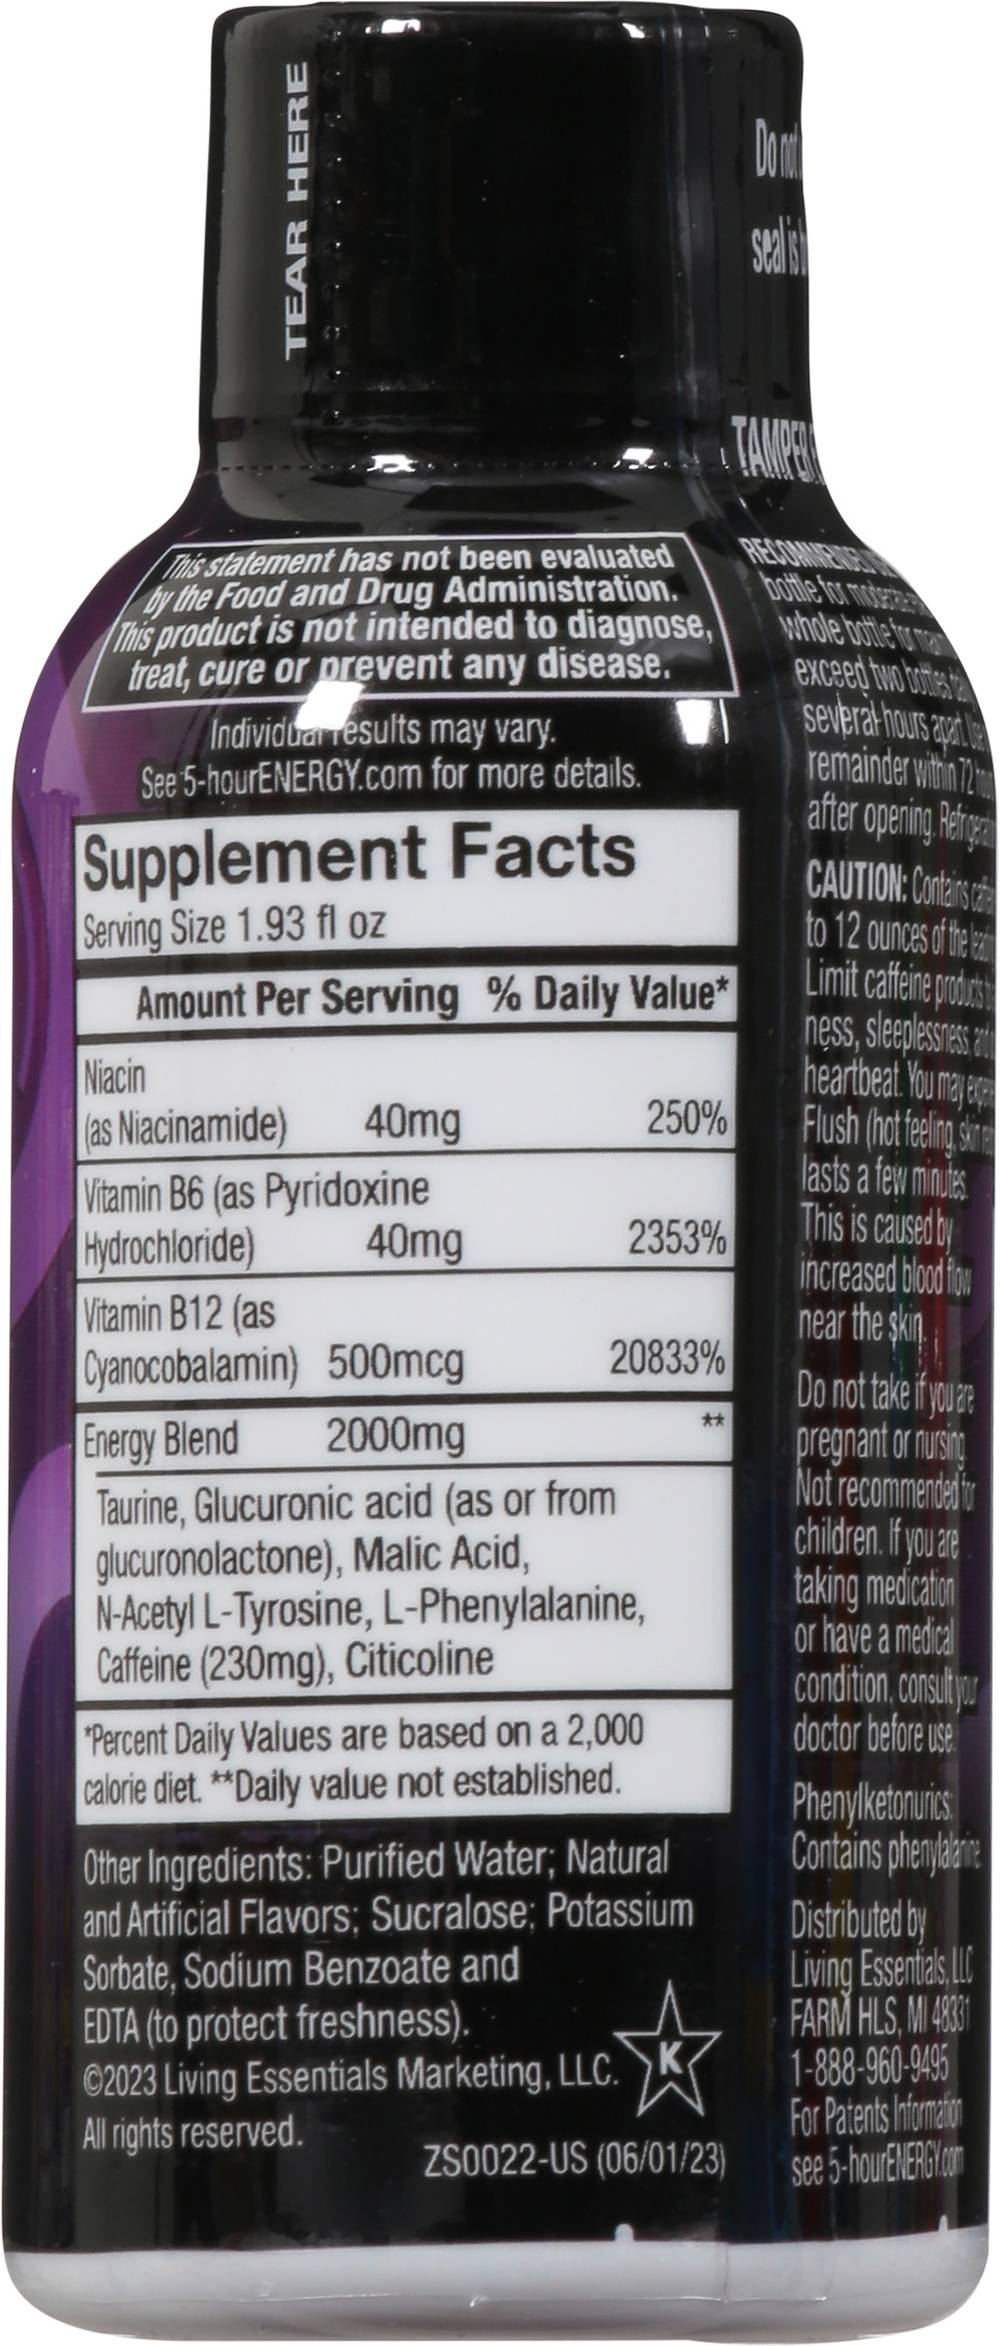 TEAR HERE
Do not
seal is
This statement has not been evaluated
by the Food and Drug Administration.
This product is not intended to diagnose,
treat, cure or prevent any disease.
Individual results may vary.
See 5-hourENERGY.com for more details.
Supplement Facts
Serving Size 1.93 fl oz
Amount Per Serving % Daily Value*
Niacin
(as Niacinamide) 40mg 250%
Vitamin B6 (as Pyridoxine
Hydrochloride) 40mg 2353%
Vitamin B12 (as
Cyanocobalamin) 500mcg 20833%
Energy Blend 2000mg **
Taurine, Glucuronic acid (as or from
glucuronolactone), Malic Acid,
N-Acetyl L-Tyrosine, L-Phenylalanine,
Caffeine (230mg), Citicoline
*Percent Daily Values are based on a 2,000
calorie diet. **Daily value not established.
Other Ingredients: Purified Water; Natural
and Artificial Flavors; Sucralose; Potassium
Sorbate, Sodium Benzoate and
EDTA (to protect freshness).
©2023 Living Essentials Marketing, LLC.
All rights reserved.
K
ZS0022-US (06/01/23)
bottle for
whole bottle for
exceed two bottles
several hours apart.
remainder within 72
after opening.
CAUTION: Contains
to 12 ounces of the
Limit caffeine products
ness, sleeplessness, and
heartbeat. You may
Flush (hot feeling, skin
lasts a few minutes.
This is caused by
increased blood flow
near the skin.
Do not take if you are
pregnant or nursing.
Not recommended for
children. If you are
taking medication
or have a medical
condition, consult your
doctor before use.
Phenylketonurics:
Contains phenylalanine.
Distributed by
Living Essentials, LLC
FARM HLS, MI 48331
1-888-960-9495
For Patents Information
see 5-hourENERGY.com